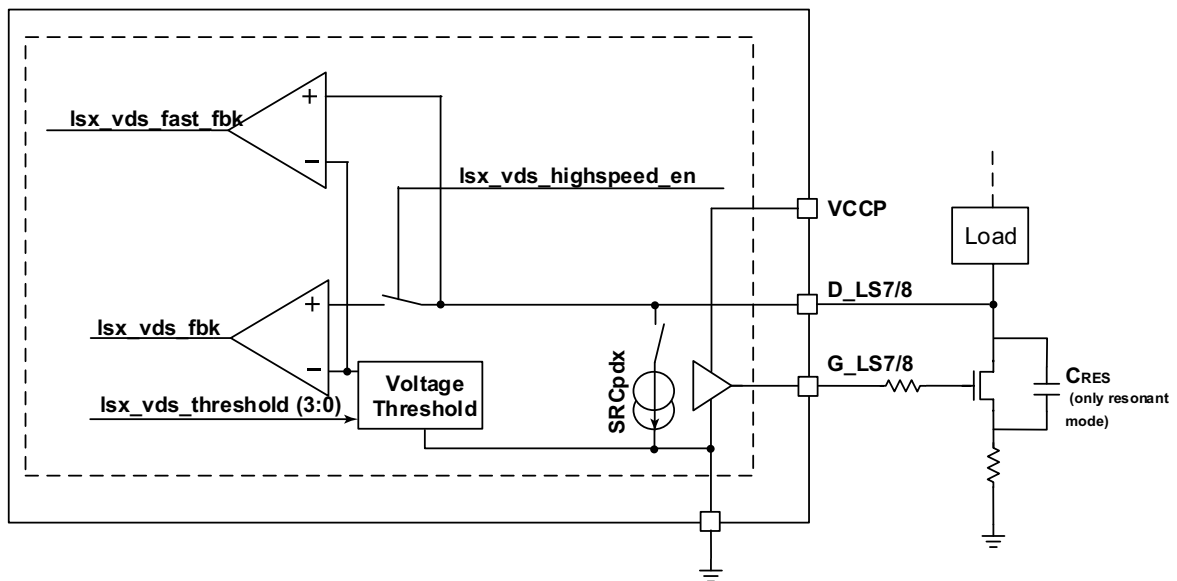 lsx_vds_fast_fbk
+
−
lsx_vds_highspeed_en
VCCP
Load
D_LS7/8
+
lsx_vds_fbk
−
Voltage
Threshold
lsx_vds_threshold (3:0)
SRCpdx
G_LS7/8
CRES
(only resonant
mode)